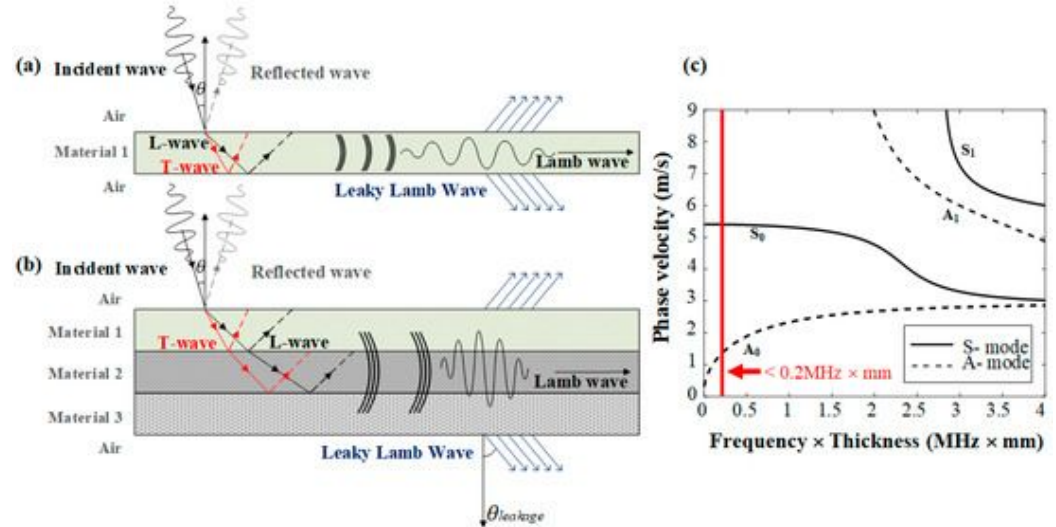 (a)
Incident wave
θ
Reflected wave
Air
Material 1
Air
L-wave
T-wave
Lamb wave
Leaky Lamb Wave
(b)
Incident wave
θ
Reflected wave
Air
Material 1
Material 2
Material 3
Air
T-wave
L-wave
Lamb wave
Leaky Lamb Wave
θleakage
(c)
Phase velocity (m/s)
9
8
7
6
5
4
3
2
1
0
S1
A1
S0
A0
S- mode
A- mode
< 0.2MHz × mm
0 0.5 1 1.5 2 2.5 3 3.5 4
Frequency × Thickness (MHz × mm)